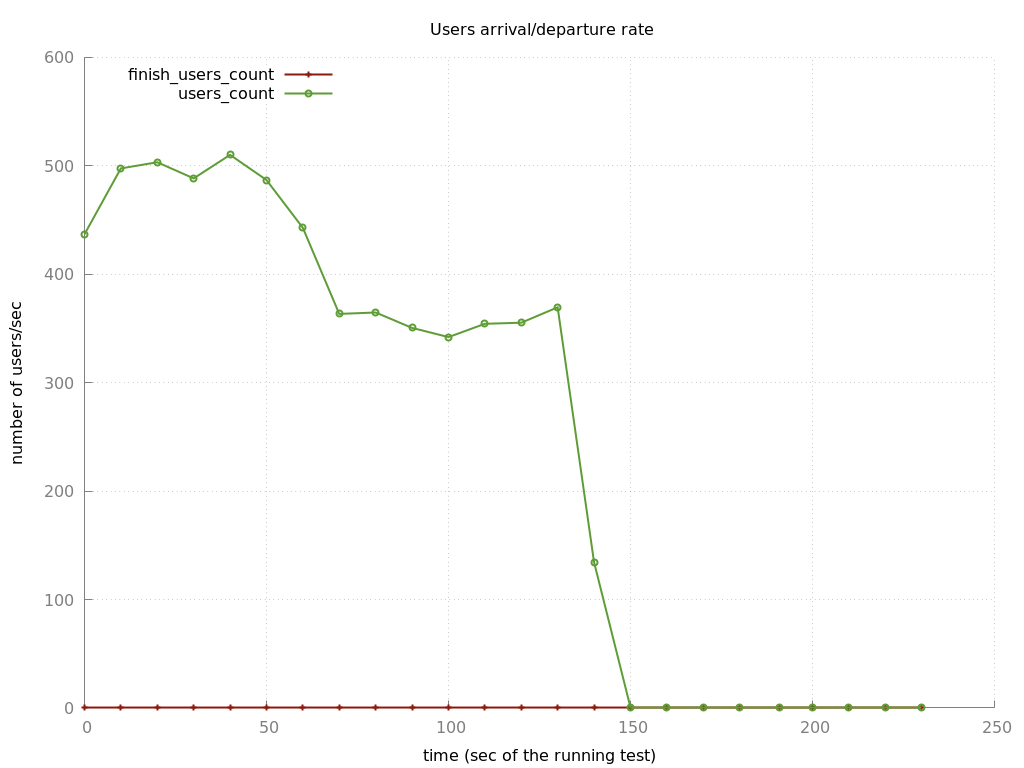 Users arrival/departure rate
600
finish_users_count
users_count
500
400
number of users/sec
300
200
100
0
0 50 100 150 200 250
time (sec of the running test)